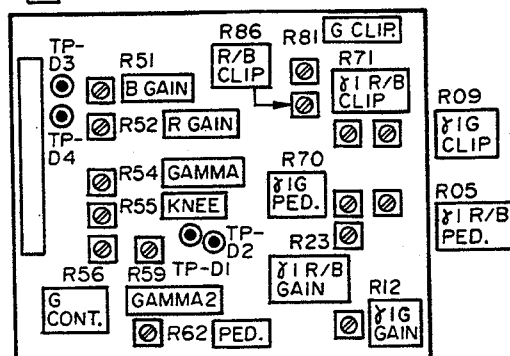 R86
R81
G CLIP
TP-
D3
R51
R/B
CLIP
R71
B GAIN
γ1 R/B
CLIP
R09
γ1G
CLIP
R52
R GAIN
TP-
D4
R54
GAMMA
R70
γ1G
PED.
R05
γ1 R/B
PED.
R55
KNEE
TP-
D2
R23
TP-D1
γ1 R/B
GAIN
R56
R59
G
CONT.
GAMMA2
R12
γ1G
GAIN
R62
PED.